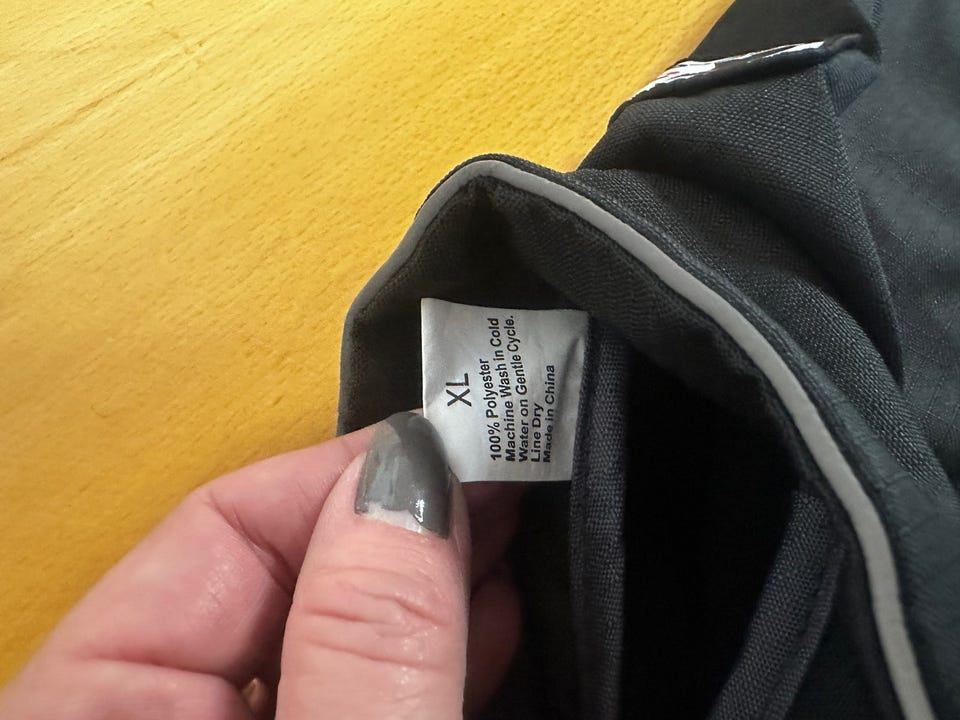 XL
100% Polyester
Machine Wash in Cold
Water on Gentle Cycle.
Line Dry
Made in China